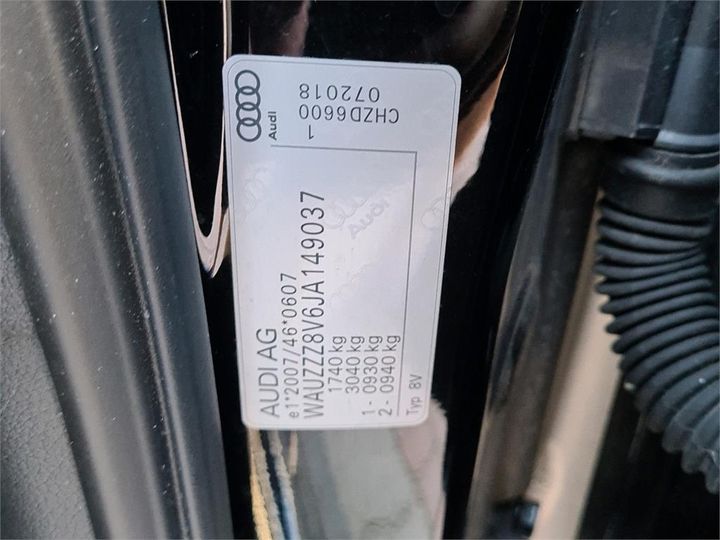 AUDI AG
e1*2007/46*0607
WAUZZZ8V6JA149037
1740 kg
3040 kg
1 - 0930 kg
2 - 0940 kg
Typ 8V
Audi
1
CHZD6600
072018
Audi